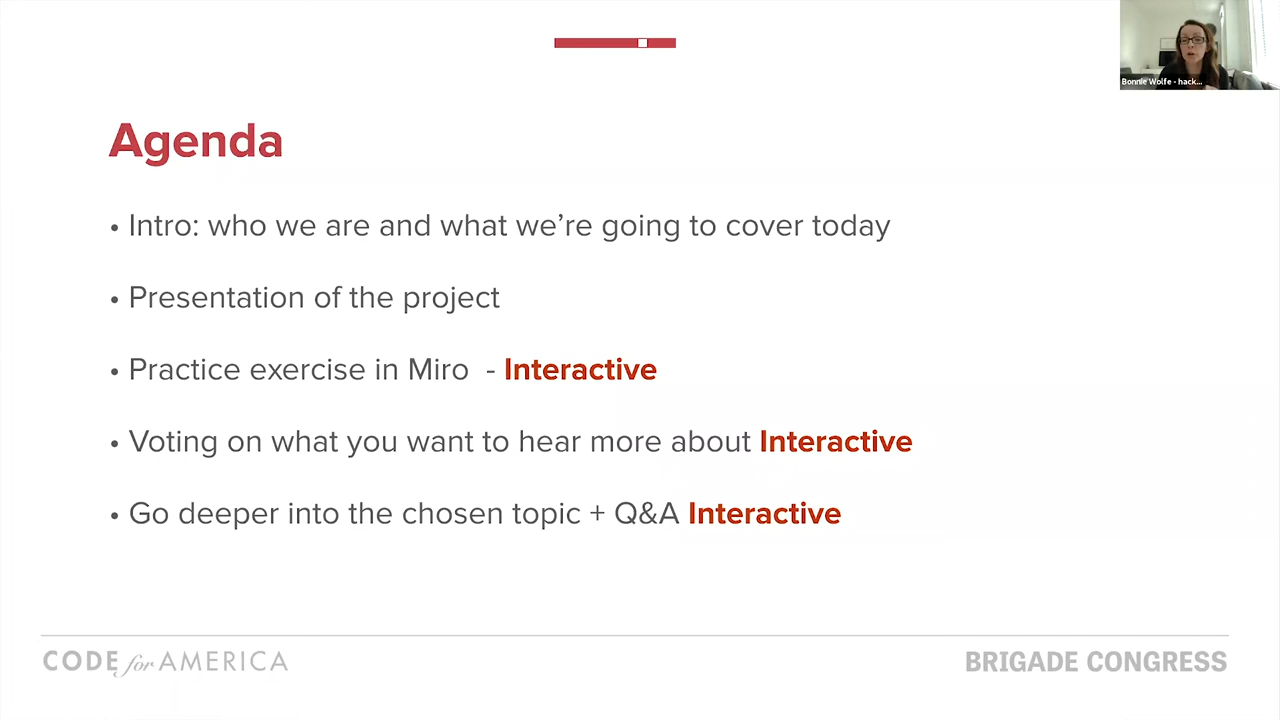 Bonnie Wolfe - hack...
Agenda
• Intro: who we are and what we’re going to cover today
• Presentation of the project
• Practice exercise in Miro - Interactive
• Voting on what you want to hear more about Interactive
• Go deeper into the chosen topic + Q&A Interactive
CODE for AMERICA
BRIGADE CONGRESS